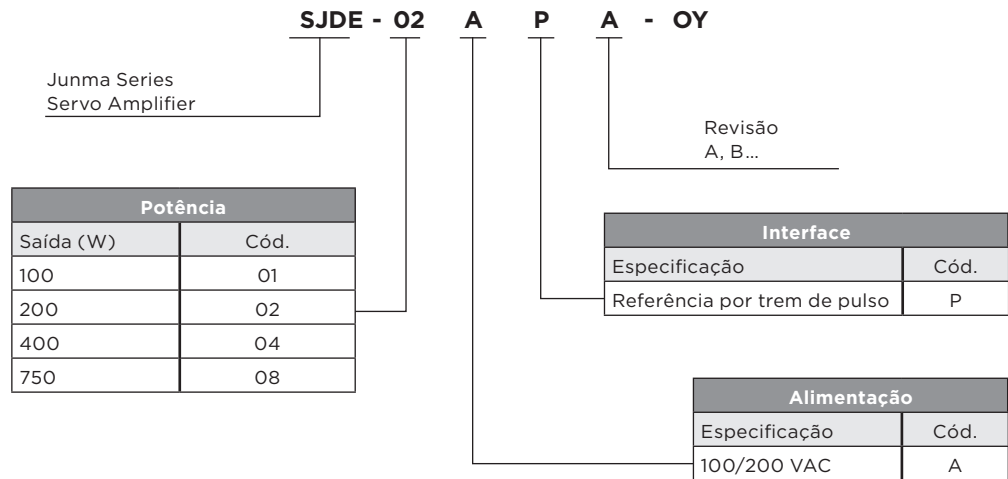 SJDE - 02 A P A - OY
Junma Series
Servo Amplifier
Revisão
A, B...
Potência
Saída (W) Cód.
100 01
200 02
400 04
750 08
Interface
Especificação Cód.
Referência por trem de pulso P
Alimentação
Especificação Cód.
100/200 VAC A